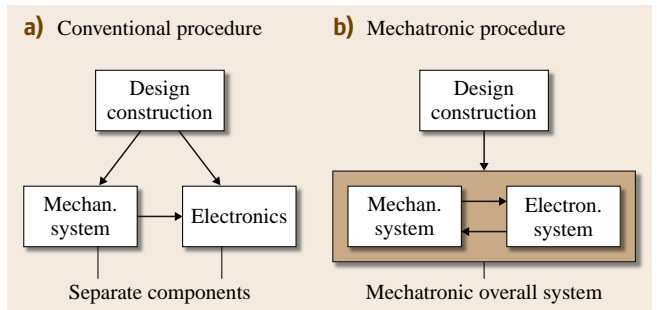 a) Conventional procedure
Design
construction
Mechan.
system
Electronics
Separate components
b) Mechatronic procedure
Design
construction
Mechan.
system
Electron.
system
Mechatronic overall system